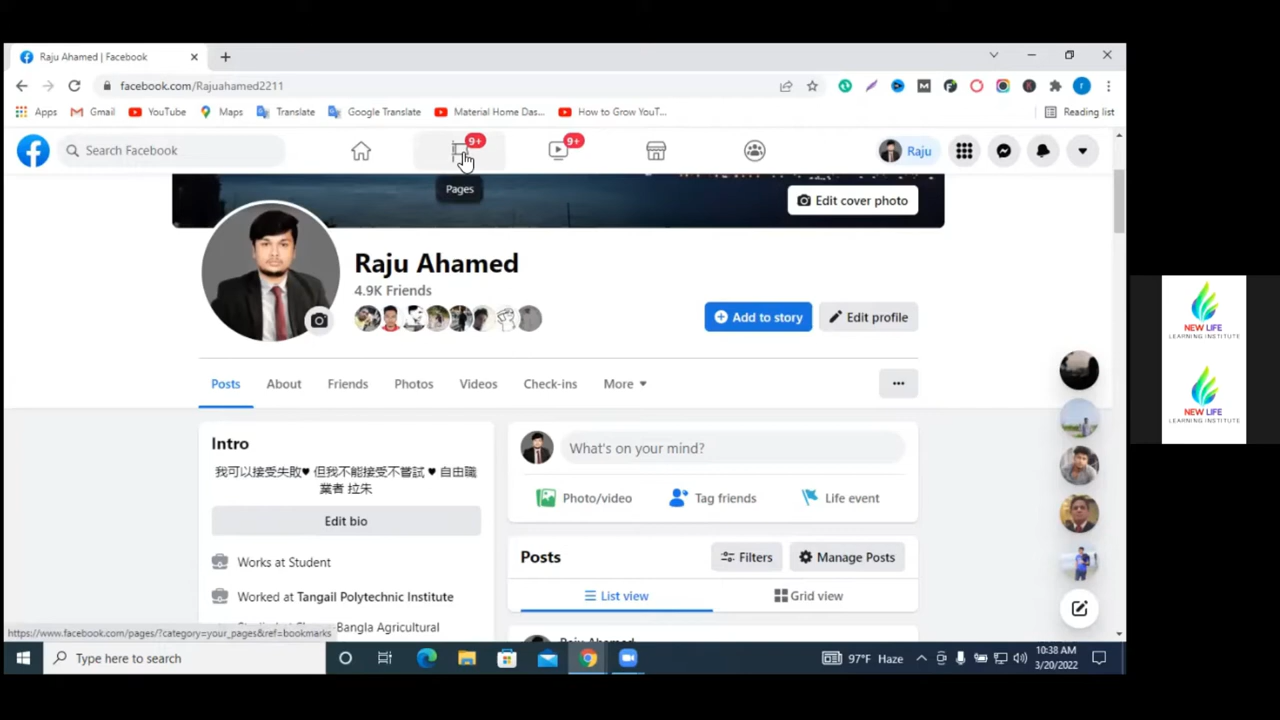 Raju Ahamed | Facebook
facebook.com/Rajuahamed2211
Apps Gmail YouTube Maps Translate Google Translate Material Home Das... How to Grow YouT... Reading list
Search Facebook 9+ 9+ Raju
Pages
Edit cover photo
Raju Ahamed
4.9K Friends
Add to story Edit profile
Posts About Friends Photos Videos Check-ins More
Intro
我可以接受失敗♥ 但我不能接受不嘗試 ♥ 自由職
業者 拉朱
Edit bio
Works at Student
Worked at Tangail Polytechnic Institute
What's on your mind?
Photo/video Tag friends Life event
Posts Filters Manage Posts
List view Grid view
Raju Ahamed
https://www.facebook.com/pages/?category=your_pages&ref=bookmarks
Type here to search
97°F Haze
10:38 AM
3/20/2022
NEW LIFE
LEARNING INSTITUTE
NEW LIFE
LEARNING INSTITUTE